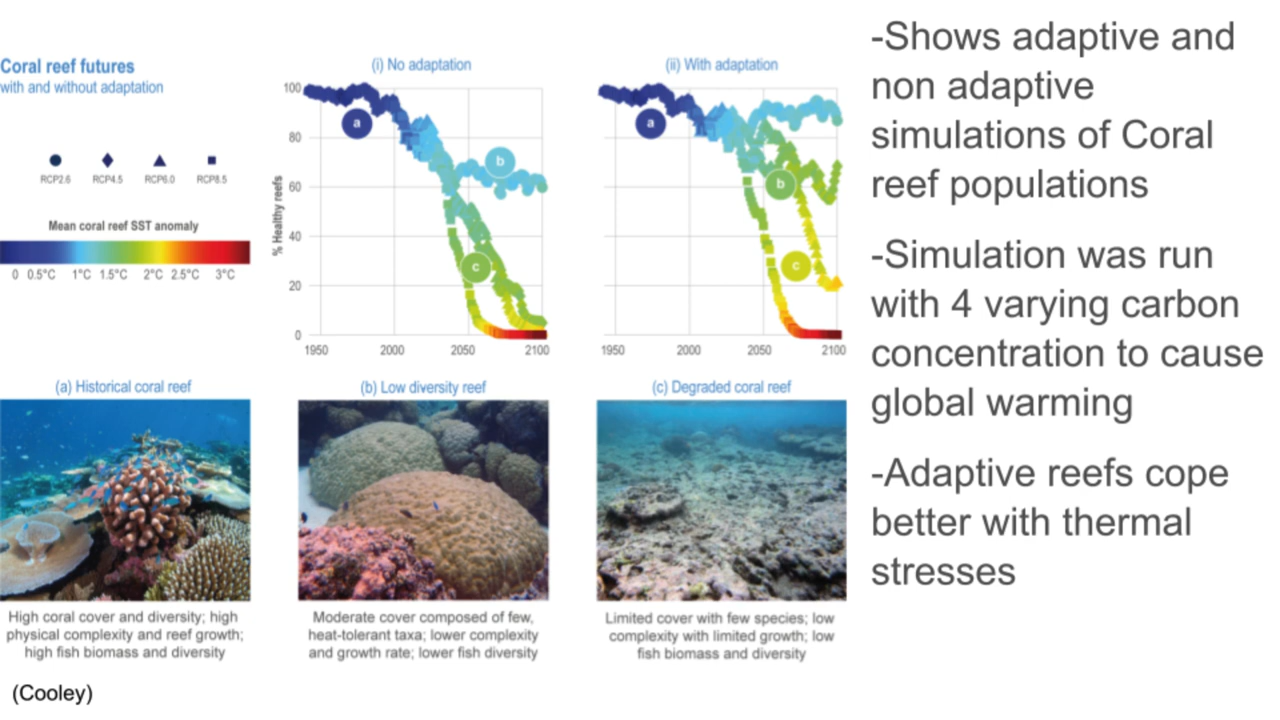 Coral reef futures
with and without adaptation
RCP2.6 RCP4.5 RCP6.0 RCP8.5
Mean coral reef SST anomaly
0 0.5°C 1°C 1.5°C 2°C 2.5°C 3°C
(i) No adaptation
% Healthy reefs
100
80
60
40
20
0
a
b
c
1950 2000 2050 2100
(ii) With adaptation
a
b
c
1950 2000 2050 2100
(a) Historical coral reef
High coral cover and diversity; high
physical complexity and reef growth;
high fish biomass and diversity
(b) Low diversity reef
Moderate cover composed of few,
heat-tolerant taxa; lower complexity
and growth rate; lower fish diversity
(c) Degraded coral reef
Limited cover with few species; low
complexity with limited growth; low
fish biomass and diversity
(Cooley)
-Shows adaptive and
non adaptive
simulations of Coral
reef populations
-Simulation was run
with 4 varying carbon
concentration to cause
global warming
-Adaptive reefs cope
better with thermal
stresses